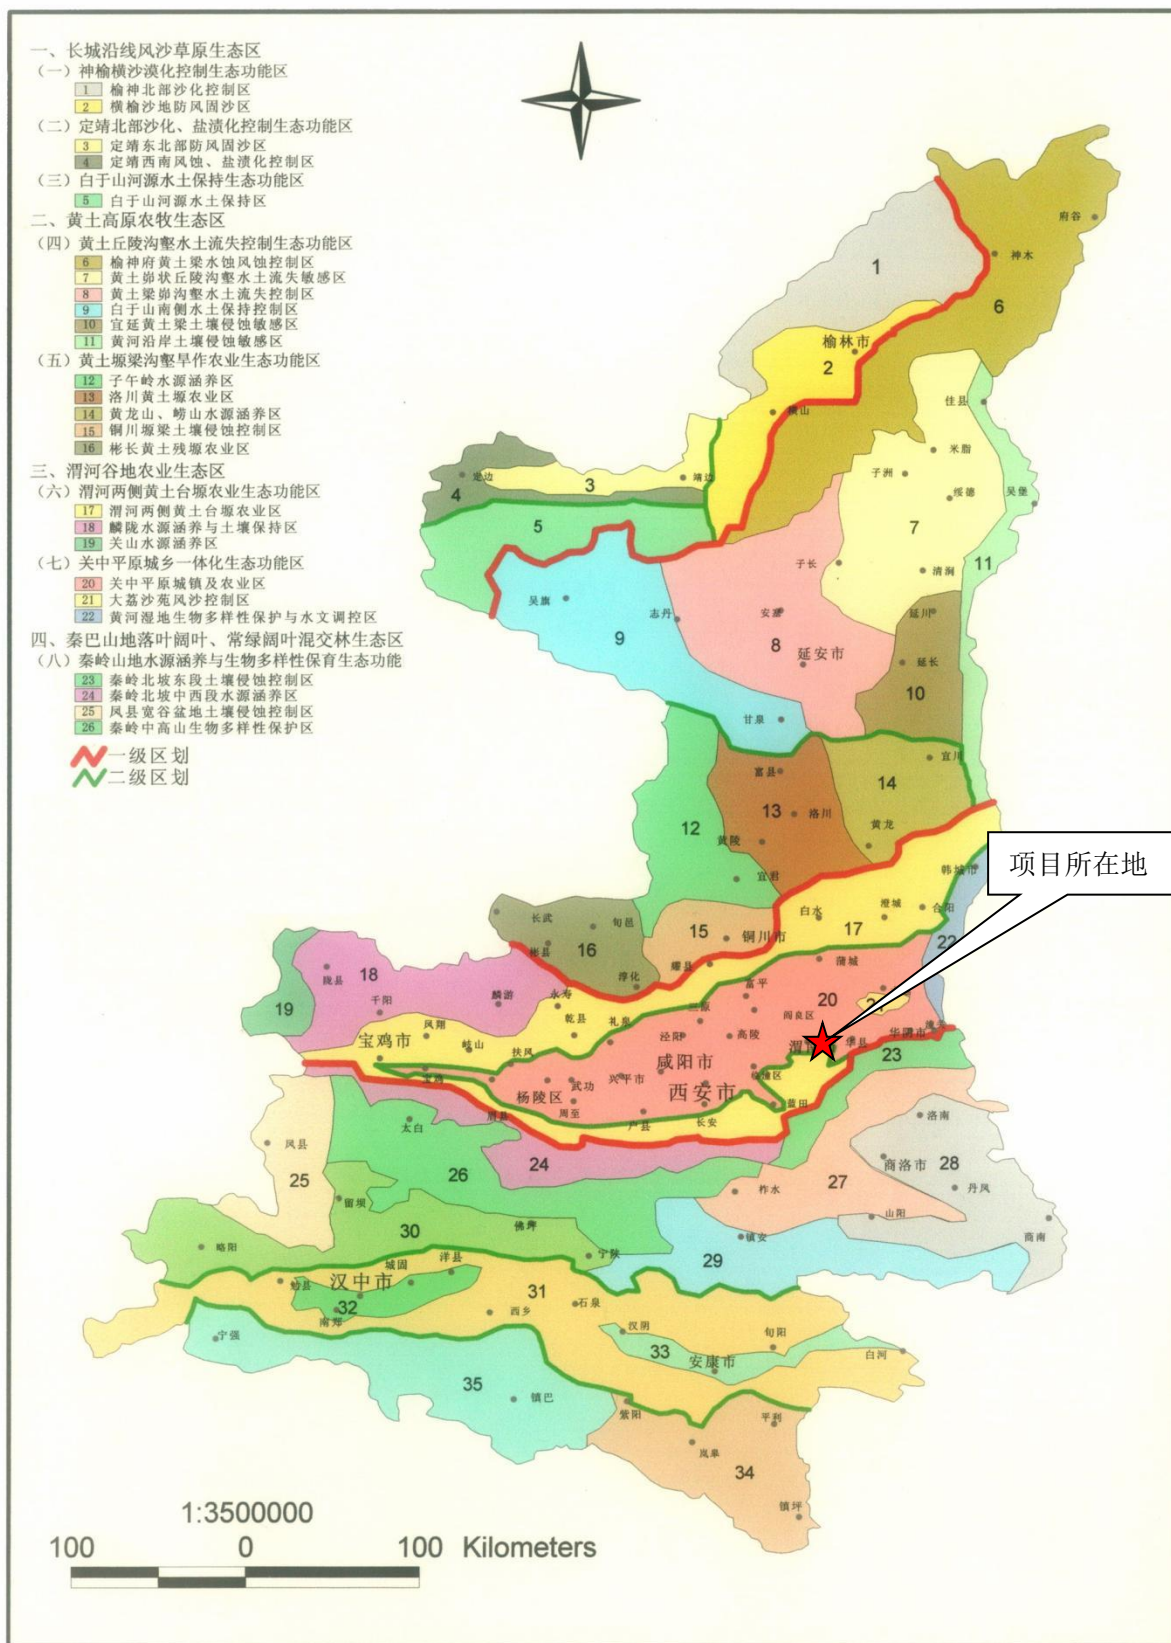 一、长城沿线风沙草原生态区
（一）神榆横沙漠化控制生态功能区
1 榆神北部沙化控制区
2 横榆沙地防风固沙区
（二）定靖北部沙化、盐渍化控制生态功能区
3 定靖东北部防风固沙区
4 定靖西南风蚀、盐渍化控制区
（三）白于山河源水土保持生态功能区
5 白于山河源水土保持区
二、黄土高原农牧生态区
（四）黄土丘陵沟壑水土流失控制生态功能区
6 榆神府黄土梁水蚀风蚀控制区
7 黄土峁状丘陵沟壑水土流失敏感区
8 黄土梁峁沟壑水土流失控制区
9 白于山南侧水土保持控制区
10 宜延黄土梁土壤侵蚀敏感区
11 黄河沿岸土壤侵蚀敏感区
（五）黄土塬梁沟壑旱作农业生态功能区
12 子午岭水源涵养区
13 洛川黄土塬农业区
14 黄龙山、崂山水源涵养区
15 铜川塬梁土壤侵蚀控制区
16 彬长黄土残塬农业区
三、渭河谷地农业生态区
（六）渭河两侧黄土台塬农业生态功能区
17 渭河两侧黄土台塬农业区
18 麟陇水源涵养与土壤保持区
19 关山水源涵养区
（七）关中平原城乡一体化生态功能区
20 关中平原城镇及农业区
21 大荔沙苑风沙控制区
22 黄河湿地生物多样性保护与水文调控区
四、秦巴山地落叶阔叶、常绿阔叶混交林生态区
（八）秦岭山地水源涵养与生物多样性保育生态功能
23 秦岭北坡东段土壤侵蚀控制区
24 秦岭北坡中西段水源涵养区
25 凤县宽谷盆地土壤侵蚀控制区
26 秦岭中高山生物多样性保护区
一级区划
二级区划
府谷
神木
1
6
榆林市
2
横山
佳县
米脂
子洲
绥德
吴堡
定边
4
3
靖边
5
7
子长
清涧
11
吴旗
志丹
安塞
延川
9
8
延安市
延长
10
甘泉
宜川
富县
14
13
洛川
12
黄陵
黄龙
宜君
项目所在地
韩城市
白水
澄城
合阳
17
长武
旬邑
15
铜川市
16
彬县
22
18
陇县
淳化
耀县
蒲城
19
千阳
麟游
永寿
富平
20
凤翔
乾县
礼泉
三原
阎良区
宝鸡市
岐山
扶风
泾阳
高陵
华县
华阴市
潼关
23
咸阳市
宝鸡
武功
兴平市
临潼区
杨陵区
西安市
眉县
周至
户县
长安
蓝田
太白
洛南
凤县
24
商洛市
28
25
26
27
丹凤
留坝
柞水
山阳
30
佛坪
商南
略阳
镇安
宁陕
29
城固
洋县
勉县
汉中市
31
32
石泉
南郑
西乡
汉阴
旬阳
宁强
33
安康市
白河
35
镇巴
紫阳
平利
岚皋
34
镇坪
1:3500000
100 0 100 Kilometers